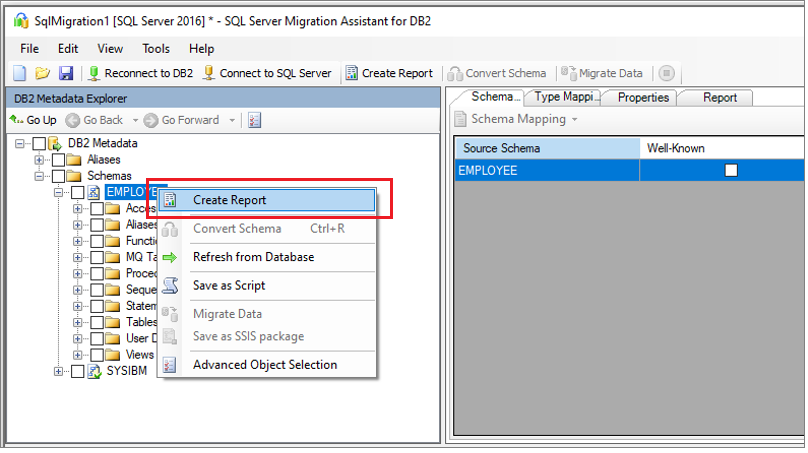 SqlMigration1 [SQL Server 2016] * - SQL Server Migration Assistant for DB2
File Edit View Tools Help
Reconnect to DB2 Connect to SQL Server Create Report Convert Schema Migrate Data
DB2 Metadata Explorer
Go Up Go Back Go Forward
DB2 Metadata
Aliases
Schemas
EMPLOYEE
Acces
Aliases
Functi
MQ Ta
Proced
Seque
Statem
Tables
User D
Views
SYSIBM
Create Report
Convert Schema Ctrl+R
Refresh from Database
Save as Script
Migrate Data
Save as SSIS package
Advanced Object Selection
Schema... Type Mappi... Properties Report
Schema Mapping
Source Schema Well-Known
EMPLOYEE